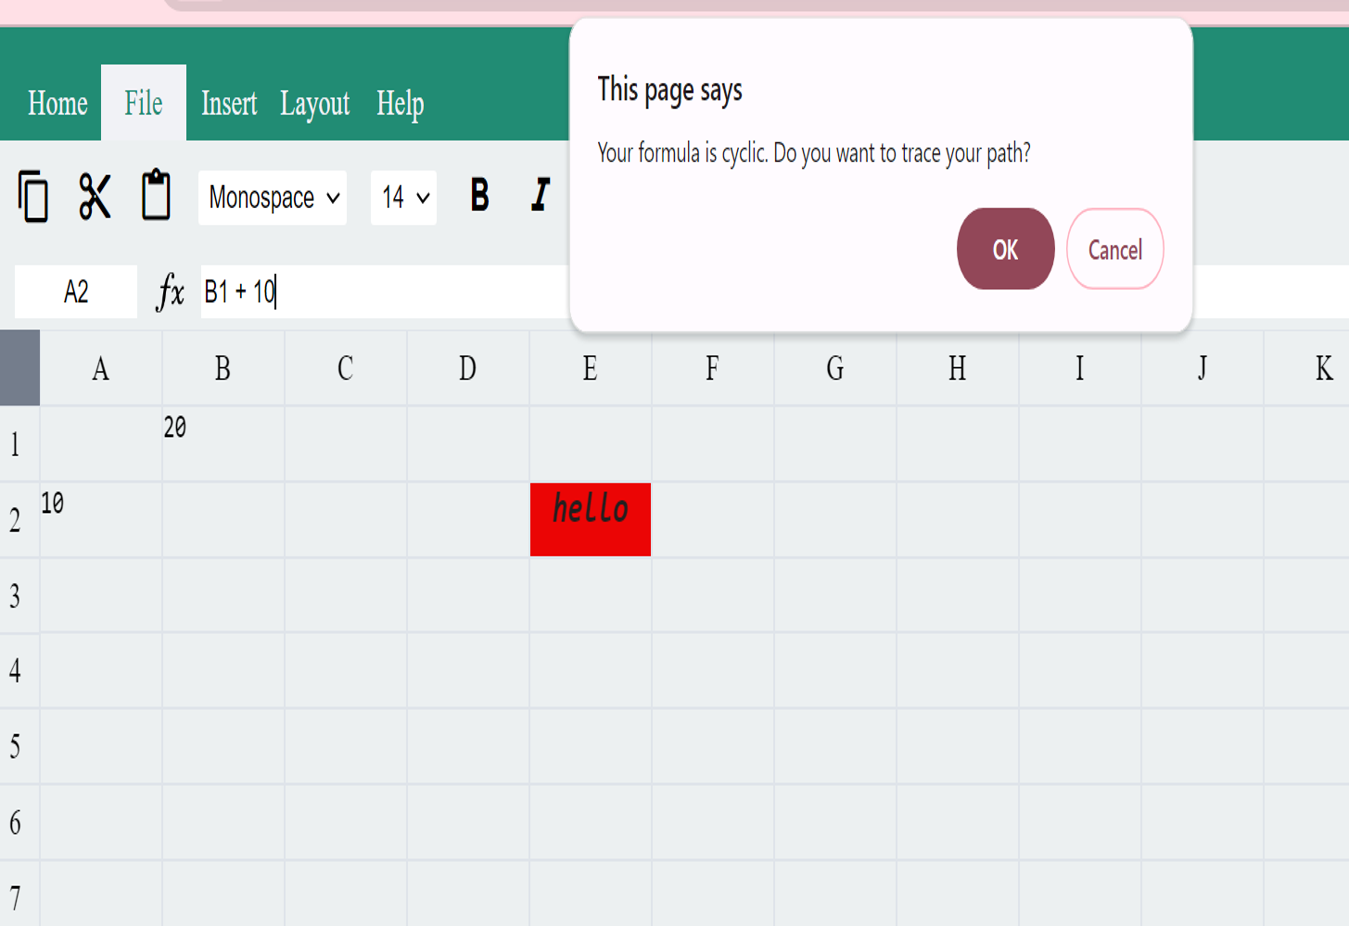 This page says
Your formula is cyclic. Do you want to trace your path?
OK Cancel
Home File Insert Layout Help
Monospace 14 B I
A2 fx B1 + 10
A B C D E F G H I J K
1 20
2 10 hello
3
4
5
6
7